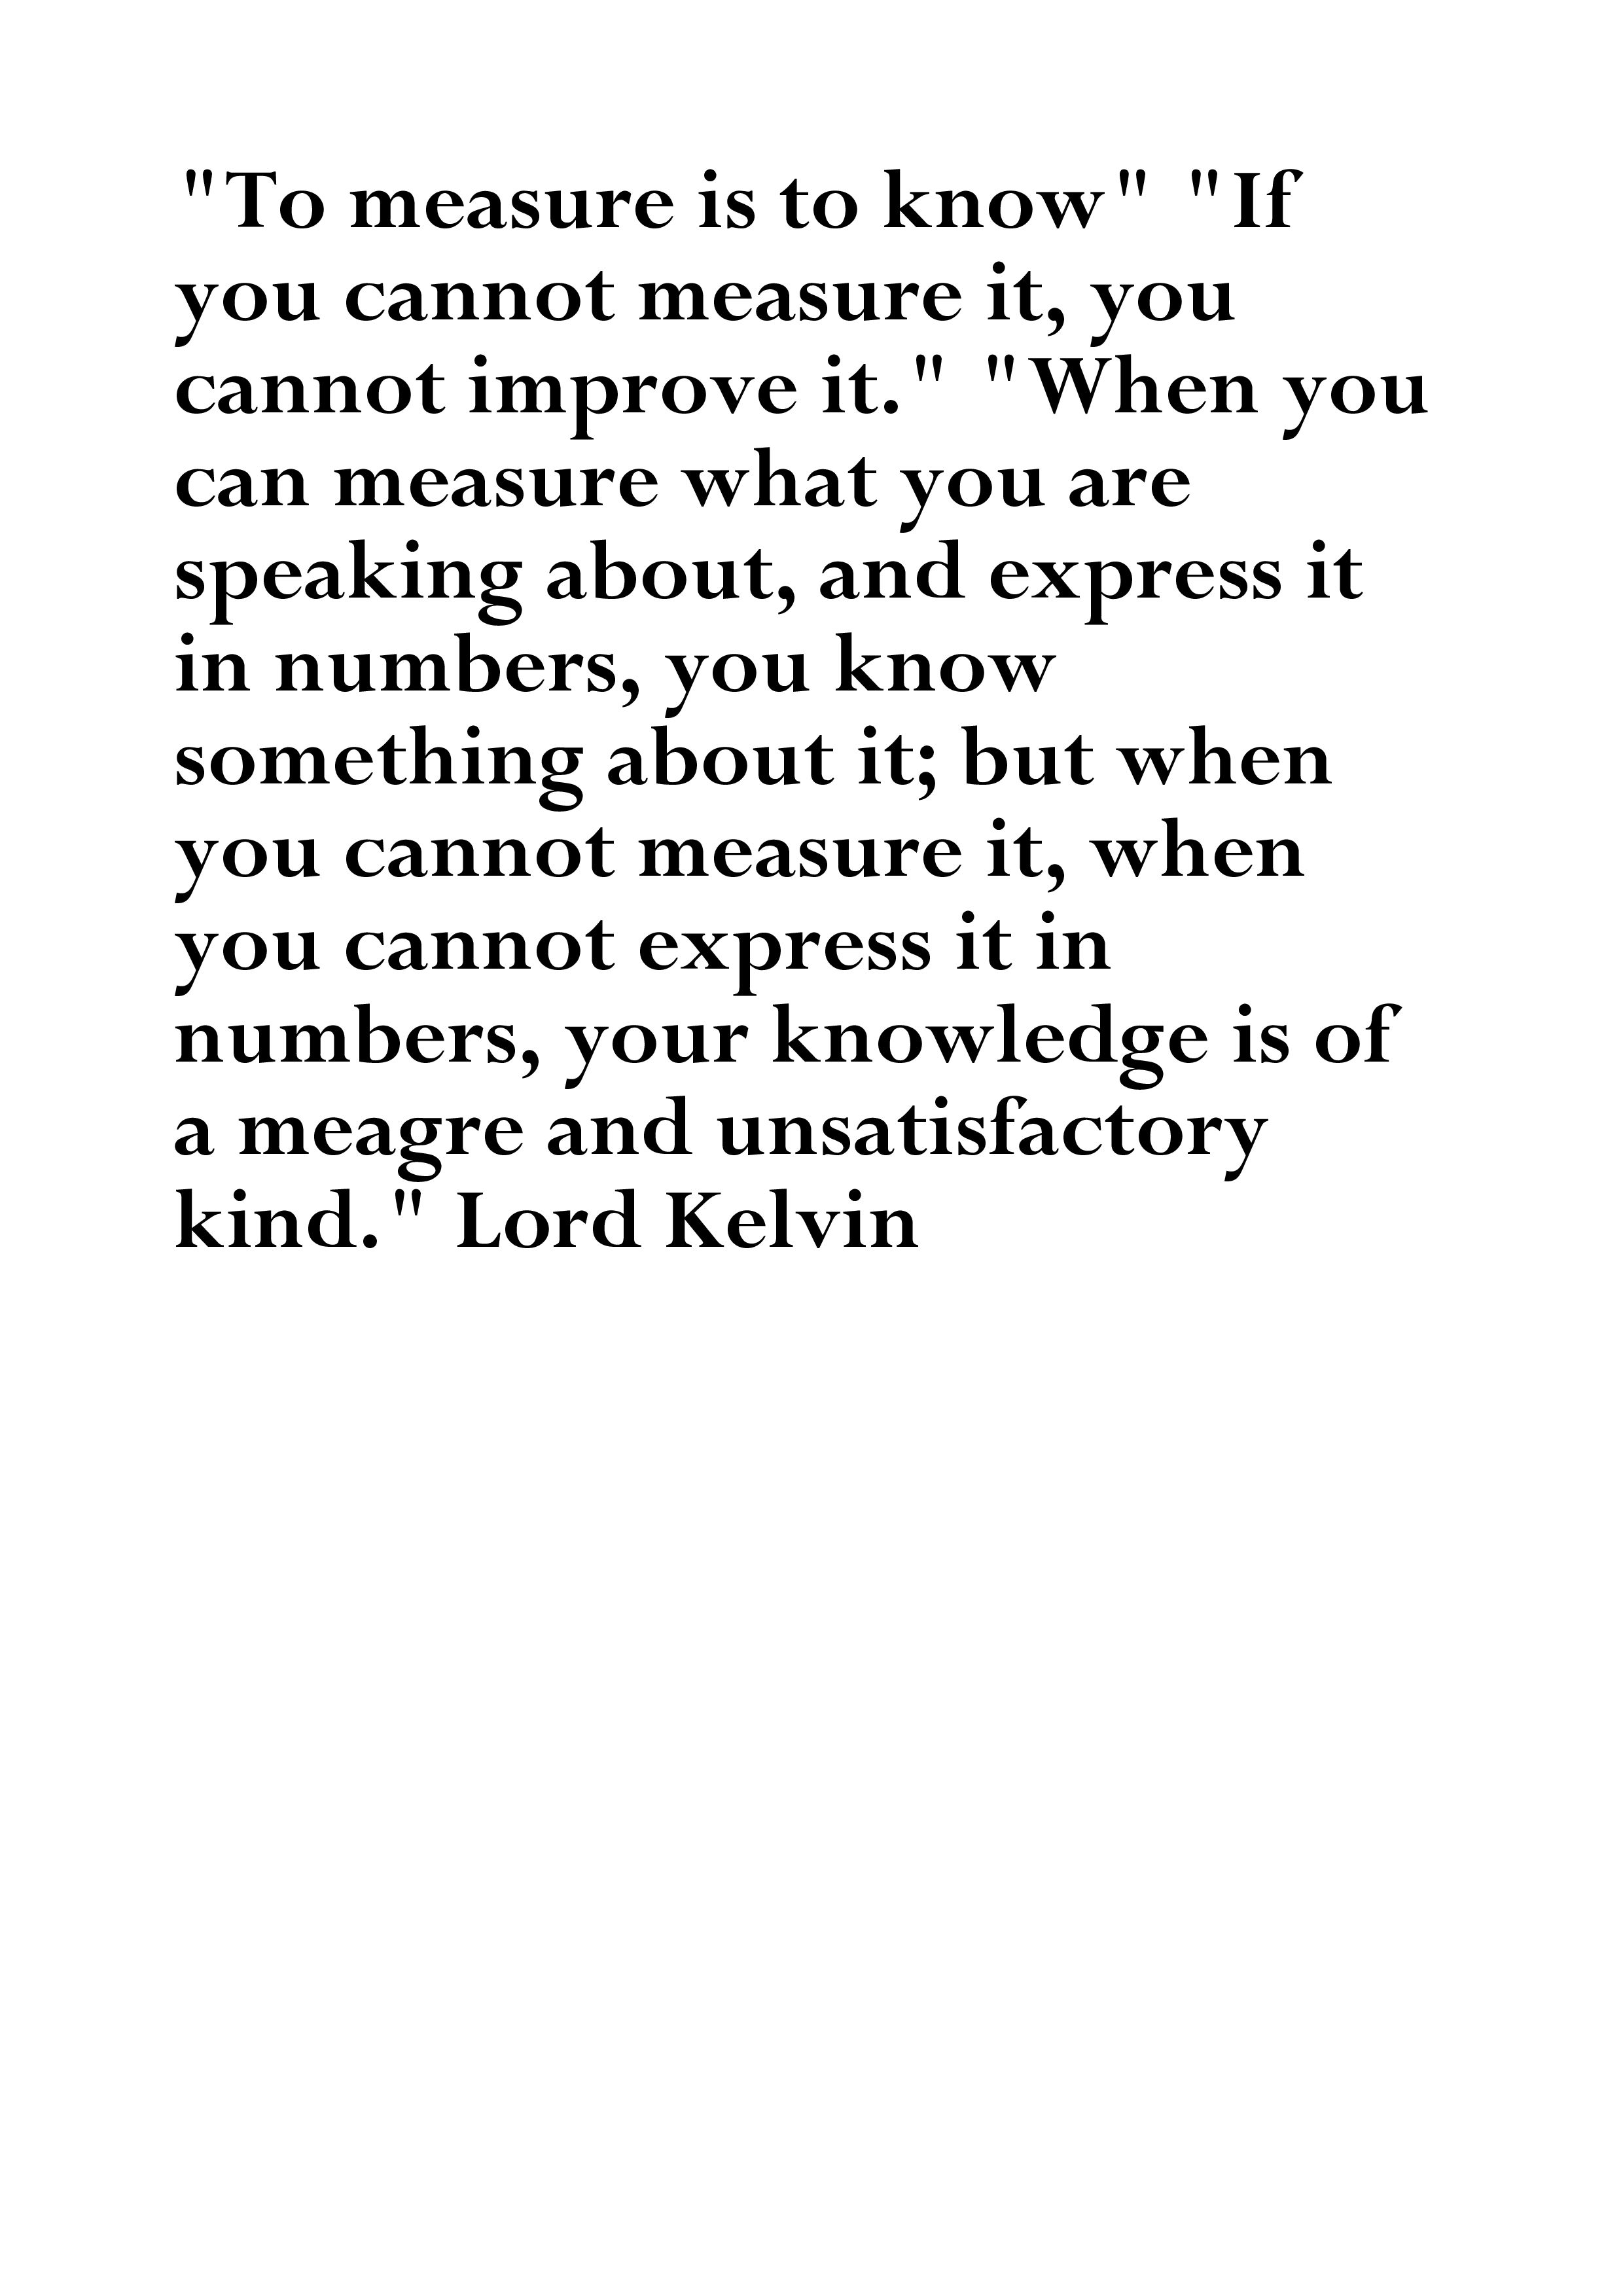 "To measure is to know" "If
you cannot measure it, you
cannot improve it." "When you
can measure what you are
speaking about, and express it
in numbers, you know
something about it; but when
you cannot measure it, when
you cannot express it in
numbers, your knowledge is of
a meagre and unsatisfactory
kind." Lord Kelvin